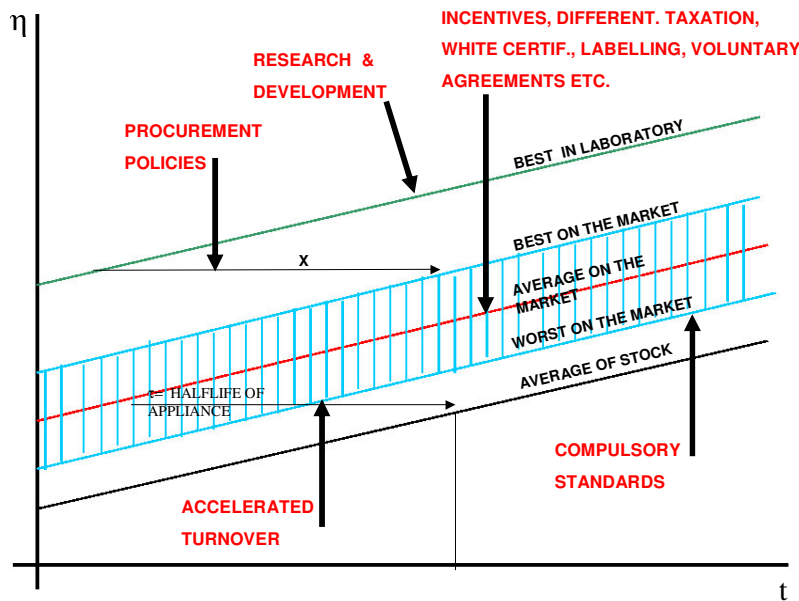 η
INCENTIVES, DIFFERENT. TAXATION,
WHITE CERTIF., LABELLING, VOLUNTARY
AGREEMENTS ETC.
RESEARCH &
DEVELOPMENT
PROCUREMENT
POLICIES
BEST IN LABORATORY
BEST ON THE MARKET
X
AVERAGE ON THE
MARKET
WORST ON THE MARKET
AVERAGE OF STOCK
τ= HALFLIFE OF
APPLIANCE
COMPULSORY
STANDARDS
ACCELERATED
TURNOVER
t